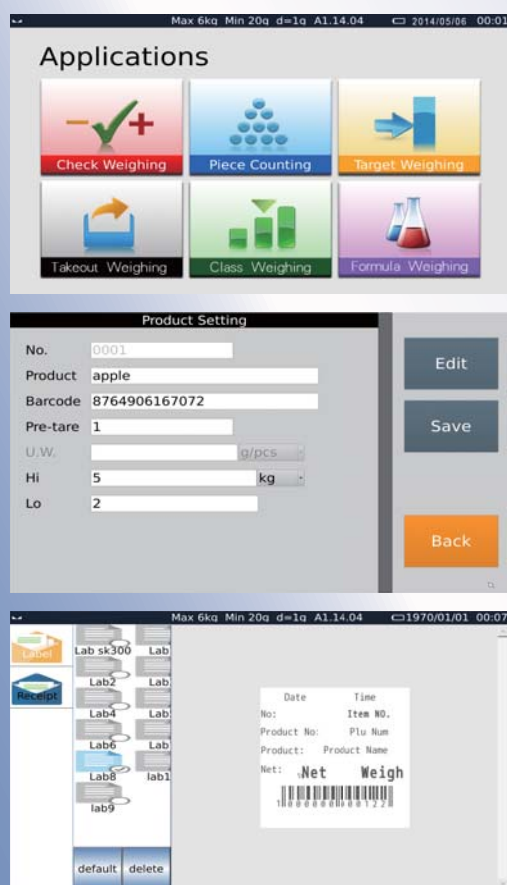 Max 6kg Min 20g d=1g A1.14.04 2014/05/06 00:01
Applications
Check Weighing Piece Counting Target Weighing
Takeout Weighing Class Weighing Formula Weighing
Product Setting
No. 0001
Product apple
Barcode 8764906167072
Pre-tare 1
U.W. g/pcs
Hi 5 kg
Lo 2
Edit
Save
Back
Max 6kg Min 20g d=1g A1.14.04 1970/01/01 00:07
Label
Receipt
Lab sk300 Lab
Lab2 Lab
Lab4 Lab
Lab6 Lab
Lab8 lab1
lab9
default delete
Date Time
No: Item NO.
Product No: Plu Num
Product: Product Name
Net: Net Weigh